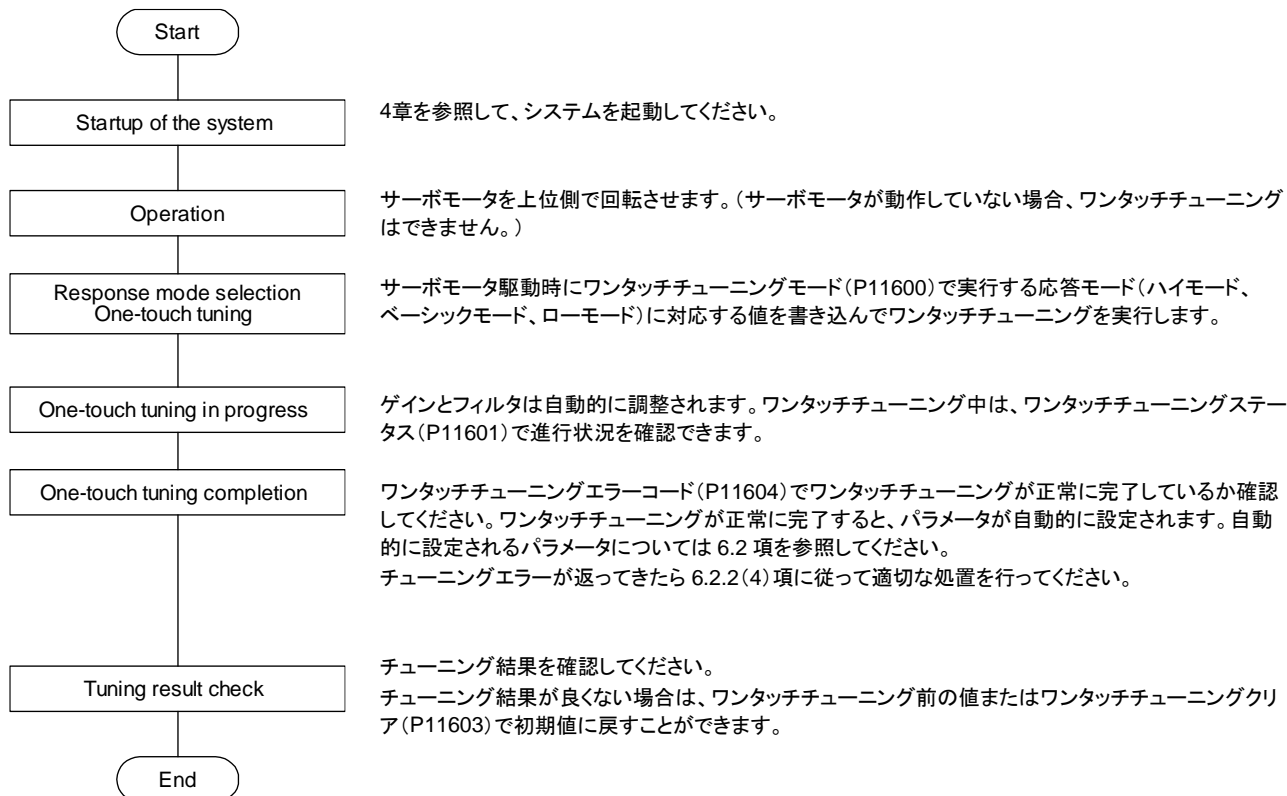 Start
Startup of the system
4章を参照して、システムを起動してください。
Operation
サーボモータを上位側で回転させます。（サーボモータが動作していない場合、ワンタッチチューニング
はできません。）
Response mode selection
One-touch tuning
サーボモータ駆動時にワンタッチチューニングモード（P11600）で実行する応答モード（ハイモード、
ベーシックモード、ローモード）に対応する値を書き込んでワンタッチチューニングを実行します。
One-touch tuning in progress
ゲインとフィルタは自動的に調整されます。ワンタッチチューニング中は、ワンタッチチューニングステー
タス（P11601）で進行状況を確認できます。
One-touch tuning completion
ワンタッチチューニングエラーコード（P11604）でワンタッチチューニングが正常に完了しているか確認
してください。ワンタッチチューニングが正常に完了すると、パラメータが自動的に設定されます。自動
的に設定されるパラメータについては 6.2 項を参照してください。
チューニングエラーが返ってきたら 6.2.2（4）項に従って適切な処置を行ってください。
Tuning result check
チューニング結果を確認してください。
チューニング結果が良くない場合は、ワンタッチチューニング前の値またはワンタッチチューニングクリ
ア（P11603）で初期値に戻すことができます。
End